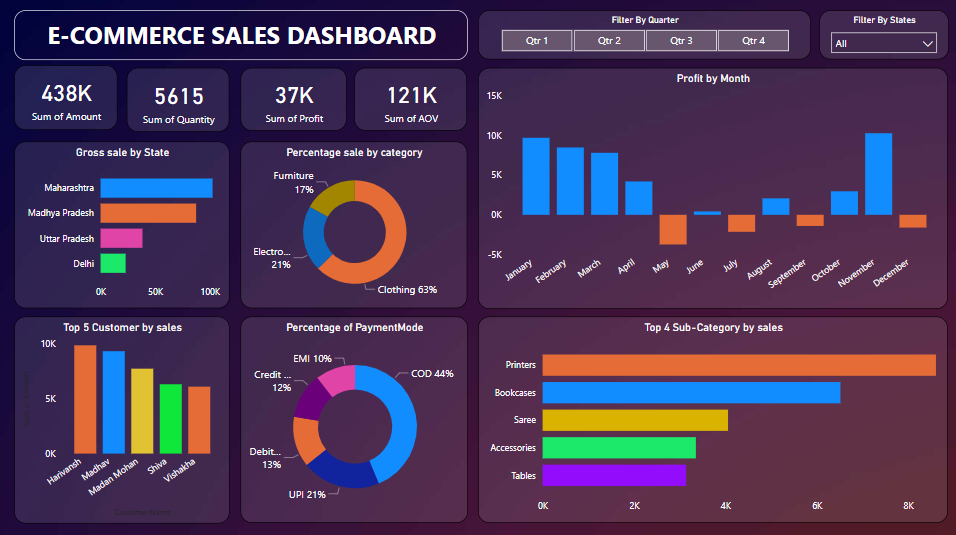 E-COMMERCE SALES DASHBOARD
Filter By Quarter
Qtr 1
Qtr 2
Qtr 3
Qtr 4
Filter By States
All
438K
Sum of Amount
5615
Sum of Quantity
37K
Sum of Profit
121K
Sum of AOV
Gross sale by State
Maharashtra
Madhya Pradesh
Uttar Pradesh
Delhi
0K
50K
100K
Percentage sale by category
Furniture
17%
Electro...
21%
Clothing 63%
Profit by Month
15K
10K
5K
0K
-5K
January
February
March
April
May
June
July
August
September
October
November
December
Top 5 Customer by sales
10K
5K
0K
Harivansh
Madhav
Madan Mohan
Shiva
Vishakha
Customer Name
Percentage of PaymentMode
EMI 10%
Credit ...
12%
Debit...
13%
UPI 21%
COD 44%
Top 4 Sub-Category by sales
Printers
Bookcases
Saree
Accessories
Tables
0K
2K
4K
6K
8K